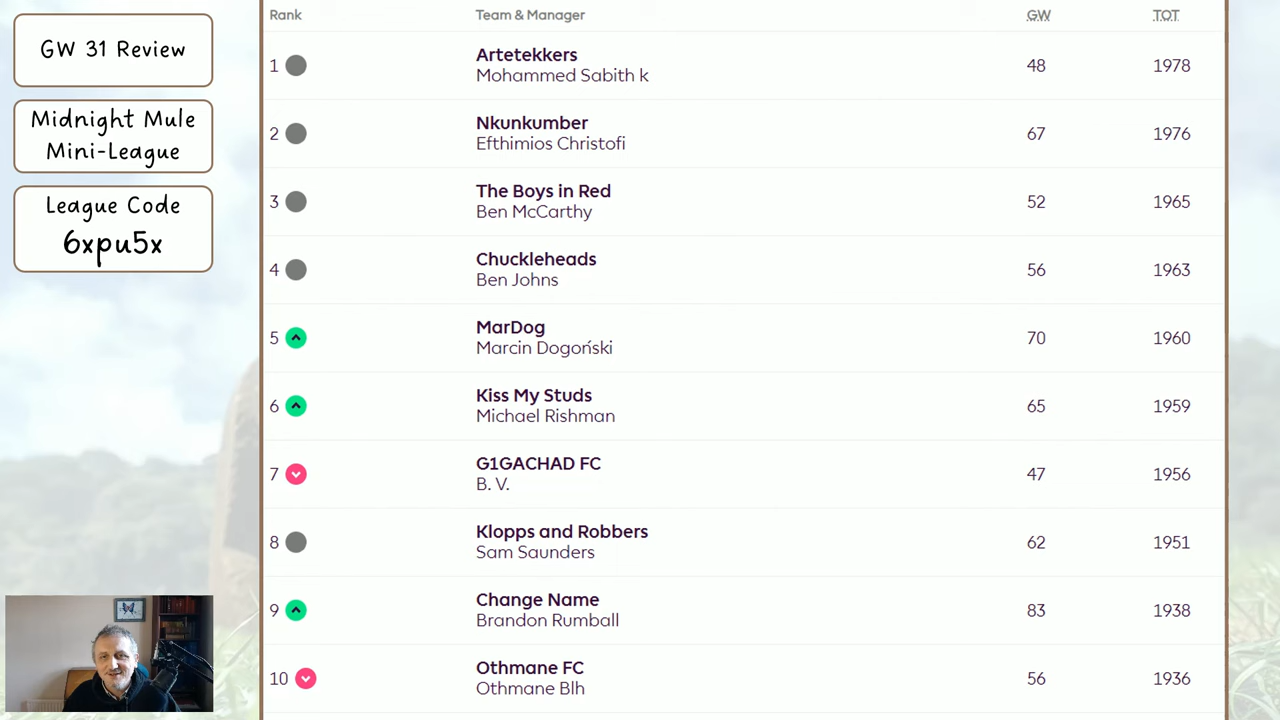 GW 31 Review
Midnight Mule
Mini-League
League Code
6xpu5x
Rank Team & Manager GW TOT
1 Artetekkers 48 1978
Mohammed Sabith k
2 Nkunkumber 67 1976
Efthimios Christofi
3 The Boys in Red 52 1965
Ben McCarthy
4 Chuckleheads 56 1963
Ben Johns
5 MarDog 70 1960
Marcin Dogoński
6 Kiss My Studs 65 1959
Michael Rishman
7 G1GACHAD FC 47 1956
B. V.
8 Klopps and Robbers 62 1951
Sam Saunders
9 Change Name 83 1938
Brandon Rumball
10 Othmane FC 56 1936
Othmane Blh